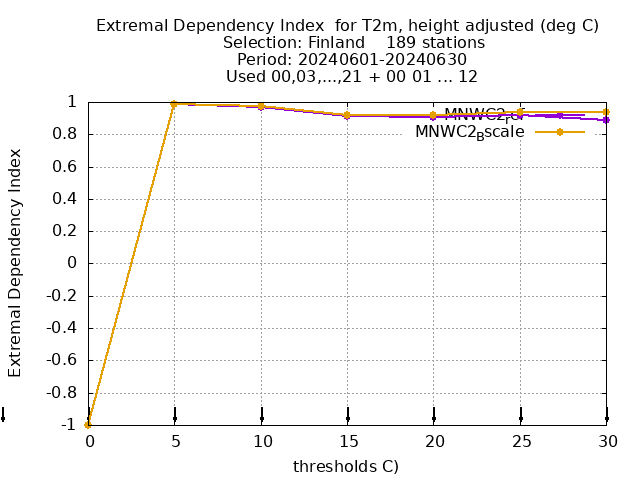 Extremal Dependency Index for T2m, height adjusted (deg C)
Selection: Finland 189 stations
Period: 20240601-20240630
Used 00,03,...,21 + 00 01 ... 12
Extremal Dependency Index
1
0.8
0.6
0.4
0.2
0
-0.2
-0.4
-0.6
-0.8
-1
MNWC2_B scale
0 5 10 15 20 25 30
thresholds C)